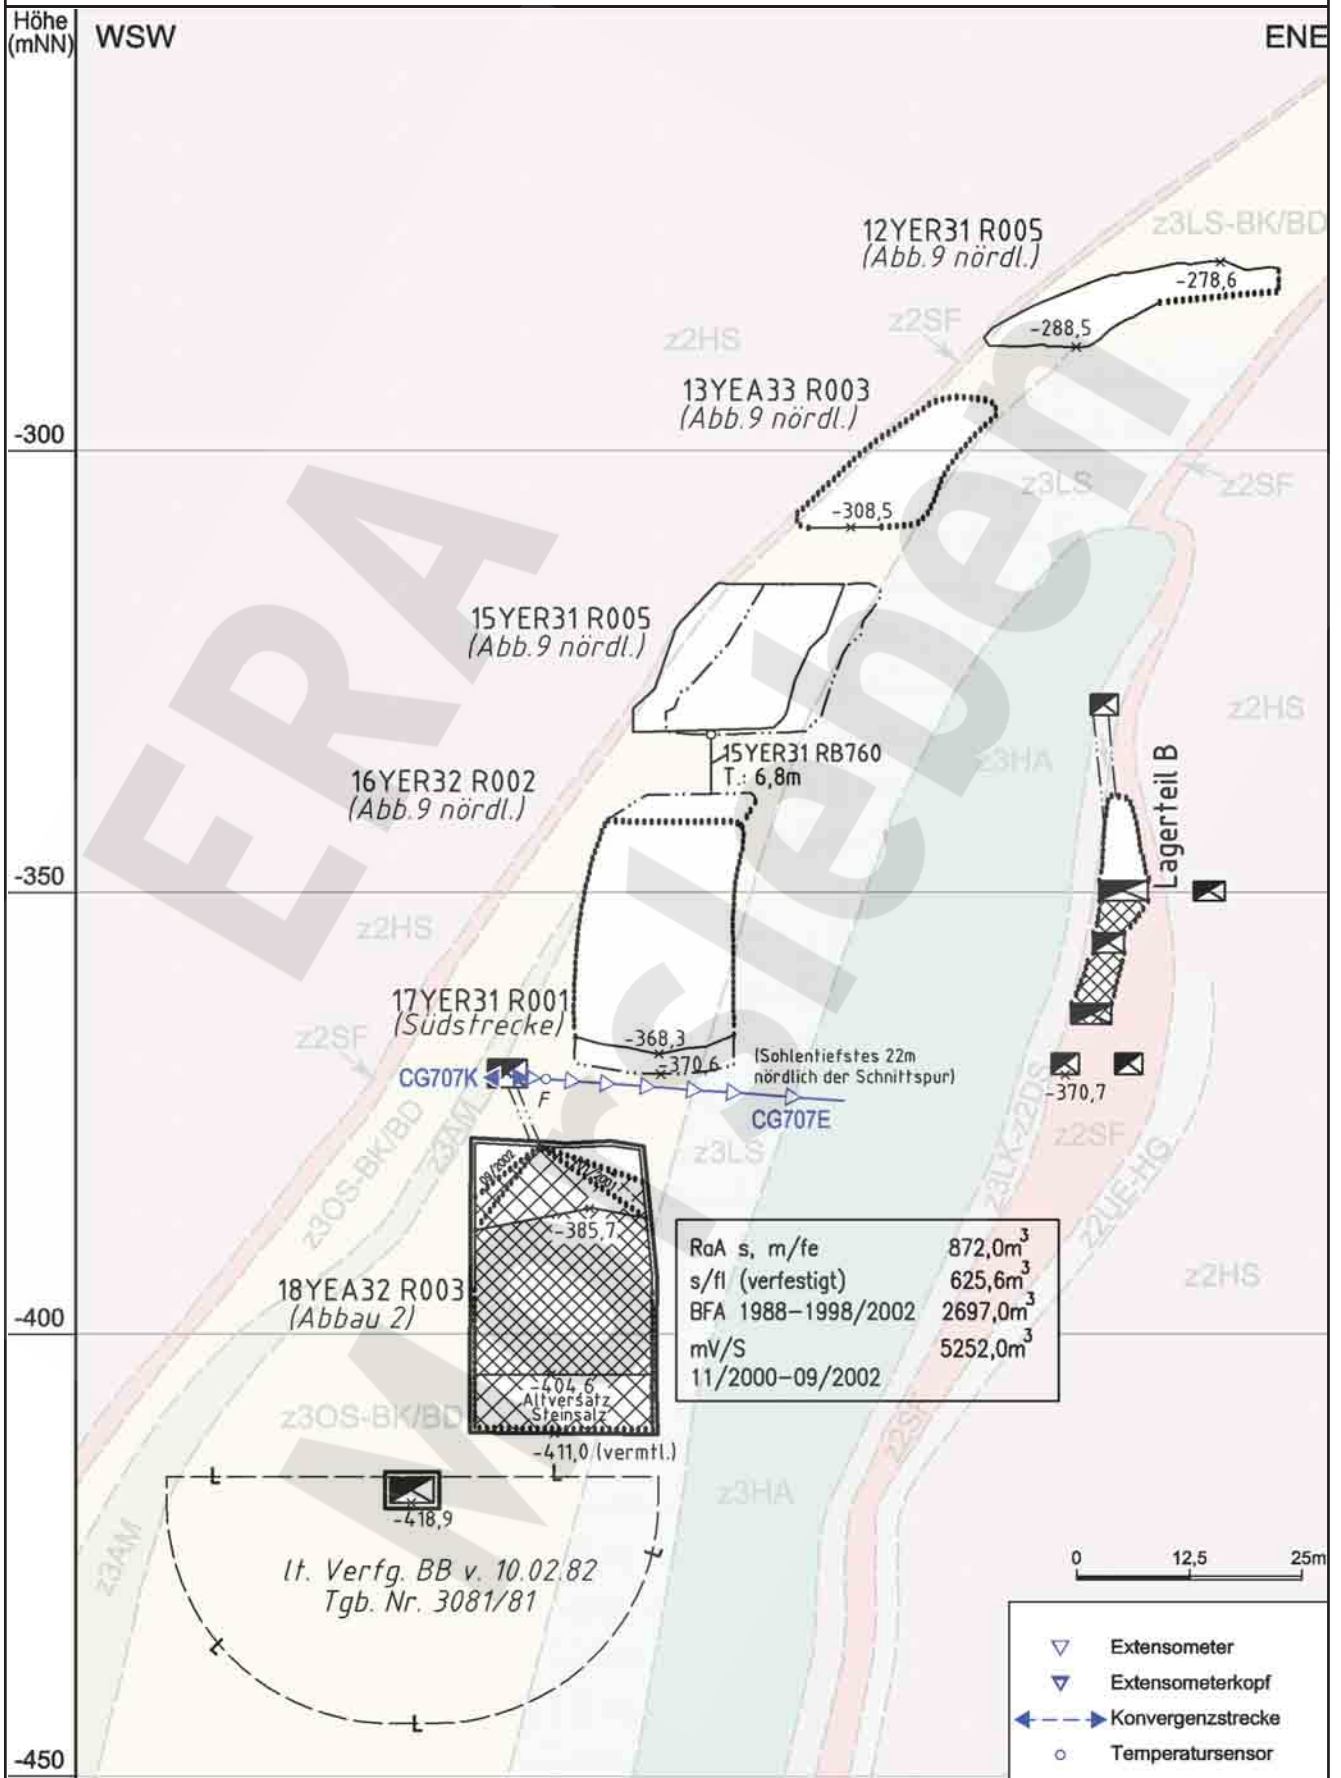 Höhe
(mNN)
WSW
ENE
12YER31 R005
(Abb.9 nördl.)
z3LS-BK/BD
-278,6
z2SF
-288,5
z2HS
13YEA33 R003
(Abb.9 nördl.)
-300
z3LS
z2SF
-308,5
15YER31 R005
(Abb.9 nördl.)
z2HS
15YER31 RB760
T.: 6,8m
z3HA
Lagerteil B
16YER32 R002
(Abb.9 nördl.)
-350
z2HS
17YER31 R001
(Südstrecke)
-368,3
-370,6
(Sohlentiefstes 22m
nördlich der Schnittspur)
z2SF
CG707K
F
CG707E
-370,7
z3OS-BK/BD
z3AM
z3LS
z3LK-z2DS
z2SF
z2UE-HG
09/2002
-385,7
18YEA32 R003
(Abbau 2)
RaA s, m/fe 872,0m³
s/fl (verfestigt) 625,6m³
BFA 1988-1998/2002 2697,0m³
mV/S 5252,0m³
11/2000-09/2002
z2HS
-400
-404,6
Altversatz
Steinsalz
z3OS-BK/BD
z2SF
-411,0 (vermtl.)
L
L
z3HA
-418,9
z3AM
L
lt. Verfg. BB v. 10.02.82
Tgb. Nr. 3081/81
L
L
0 12,5 25m
Extensometer
Extensometerkopf
Konvergenzstrecke
Temperatursensor
-450
ERA Morsleben